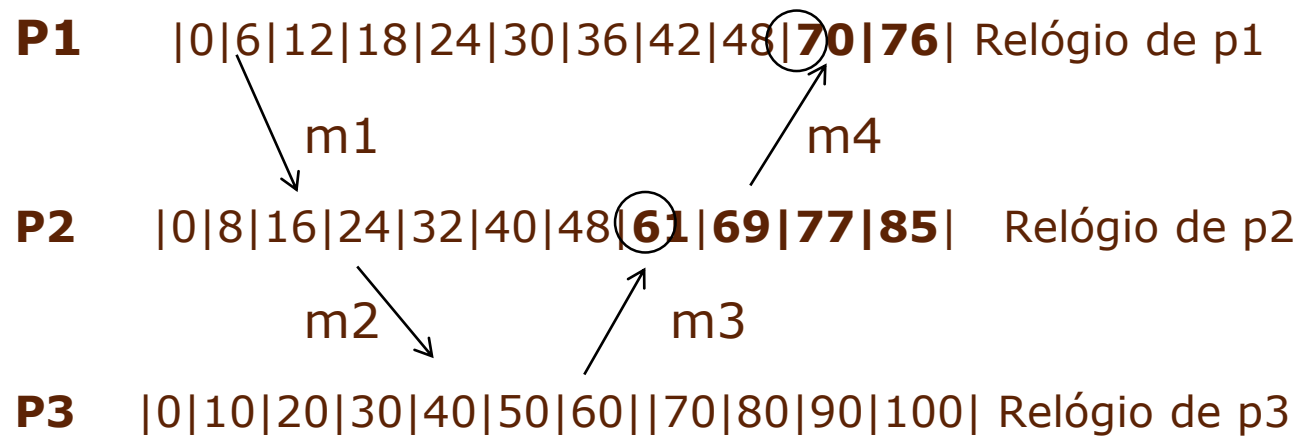 P1 |0|6|12|18|24|30|36|42|48|70|76| Relógio de p1
m1 m4
P2 |0|8|16|24|32|40|48|61|69|77|85| Relógio de p2
m2 m3
P3 |0|10|20|30|40|50|60||70|80|90|100| Relógio de p3